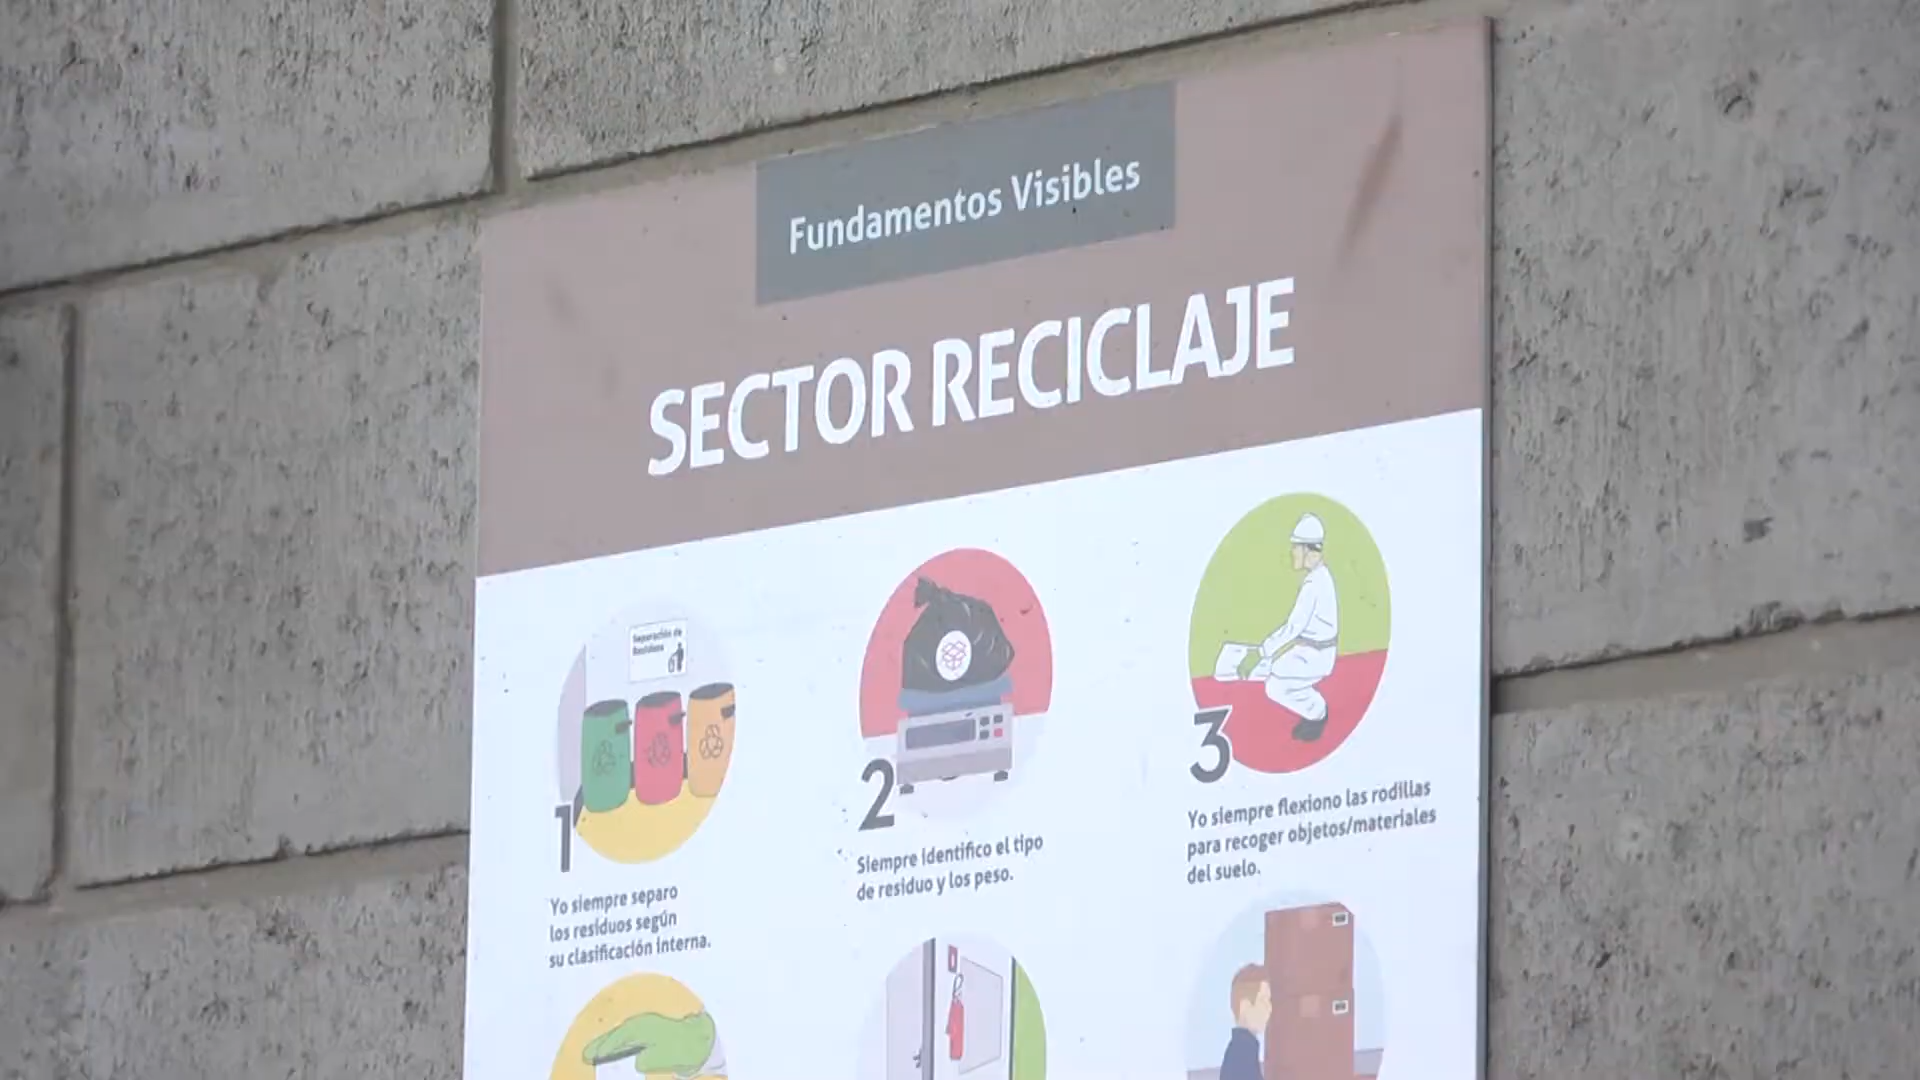 Fundamentos Visibles
SECTOR RECICLAJE
Separación de
Residuos
1
Yo siempre separo
los residuos según
su clasificación interna.
2
Siempre identifico el tipo
de residuo y los peso.
3
Yo siempre flexiono las rodillas
para recoger objetos/materiales
del suelo.